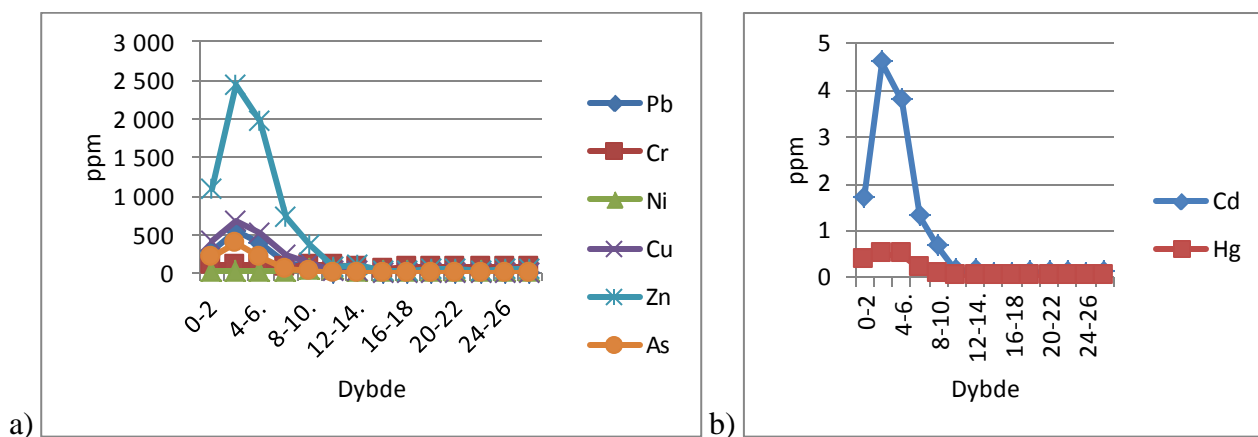 3 000
2 500
2 000
1 500
1 000
500
0
ppm
0-2
4-6.
8-10.
12-14.
16-18
20-22
24-26
Dybde
Pb
Cr
Ni
Cu
Zn
As
a)
5
4
3
2
1
0
ppm
0-2
4-6.
8-10.
12-14.
16-18
20-22
24-26
Dybde
Cd
Hg
b)